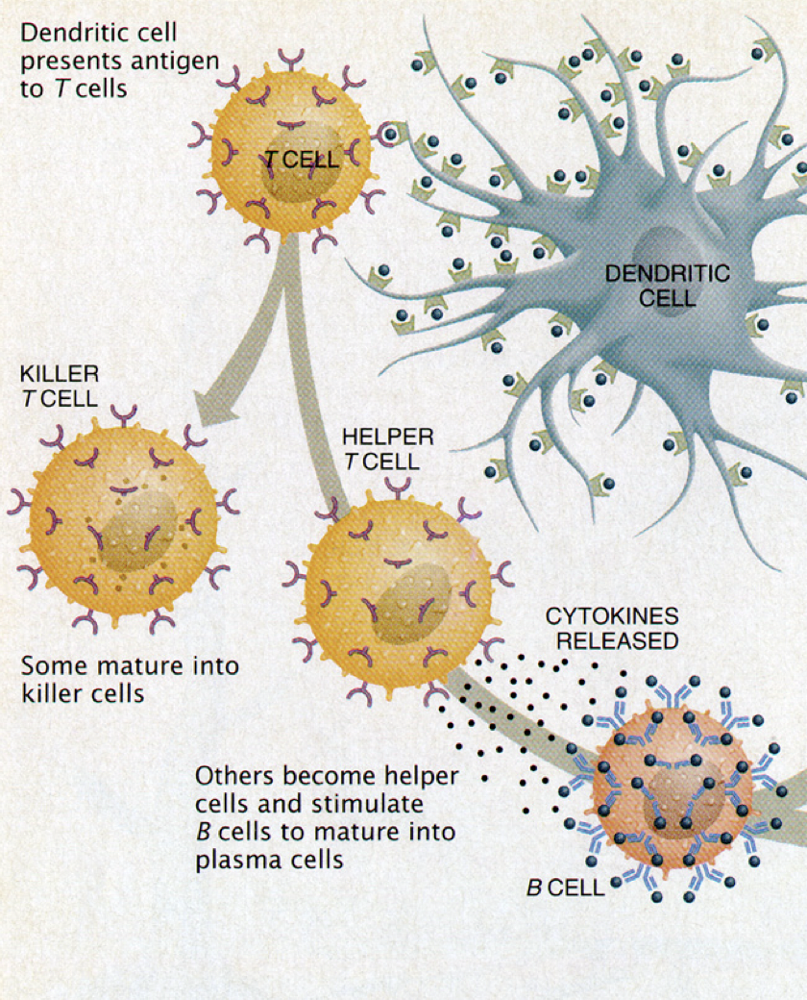 Dendritic cell
presents antigen
to T cells
T CELL
DENDRITIC
CELL
KILLER
T CELL
HELPER
T CELL
CYTOKINES
RELEASED
Some mature into
killer cells
Others become helper
cells and stimulate
B cells to mature into
plasma cells
B CELL